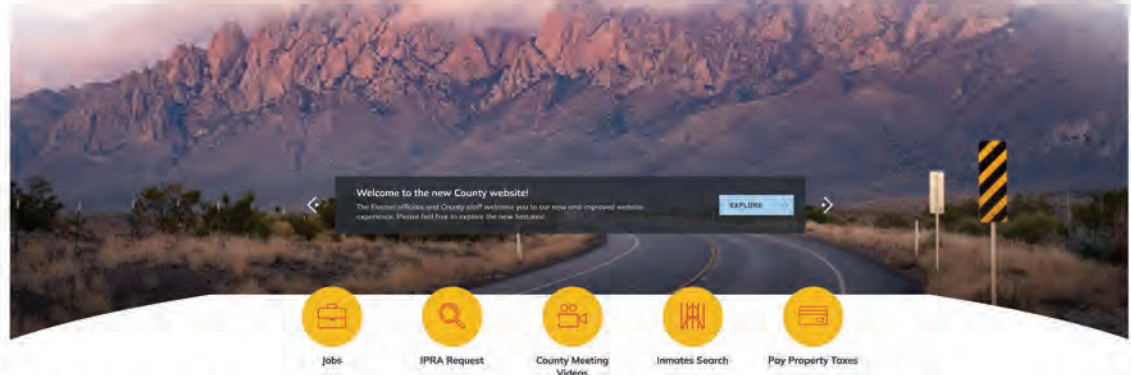 Welcome to the new County website!
The Elected officials and County staff welcome you to our new and improved website
experience. Please feel free to explore the new features!
EXPLORE
Jobs
IPRA Request
County Meeting
Videos
Inmates Search
Pay Property Taxes